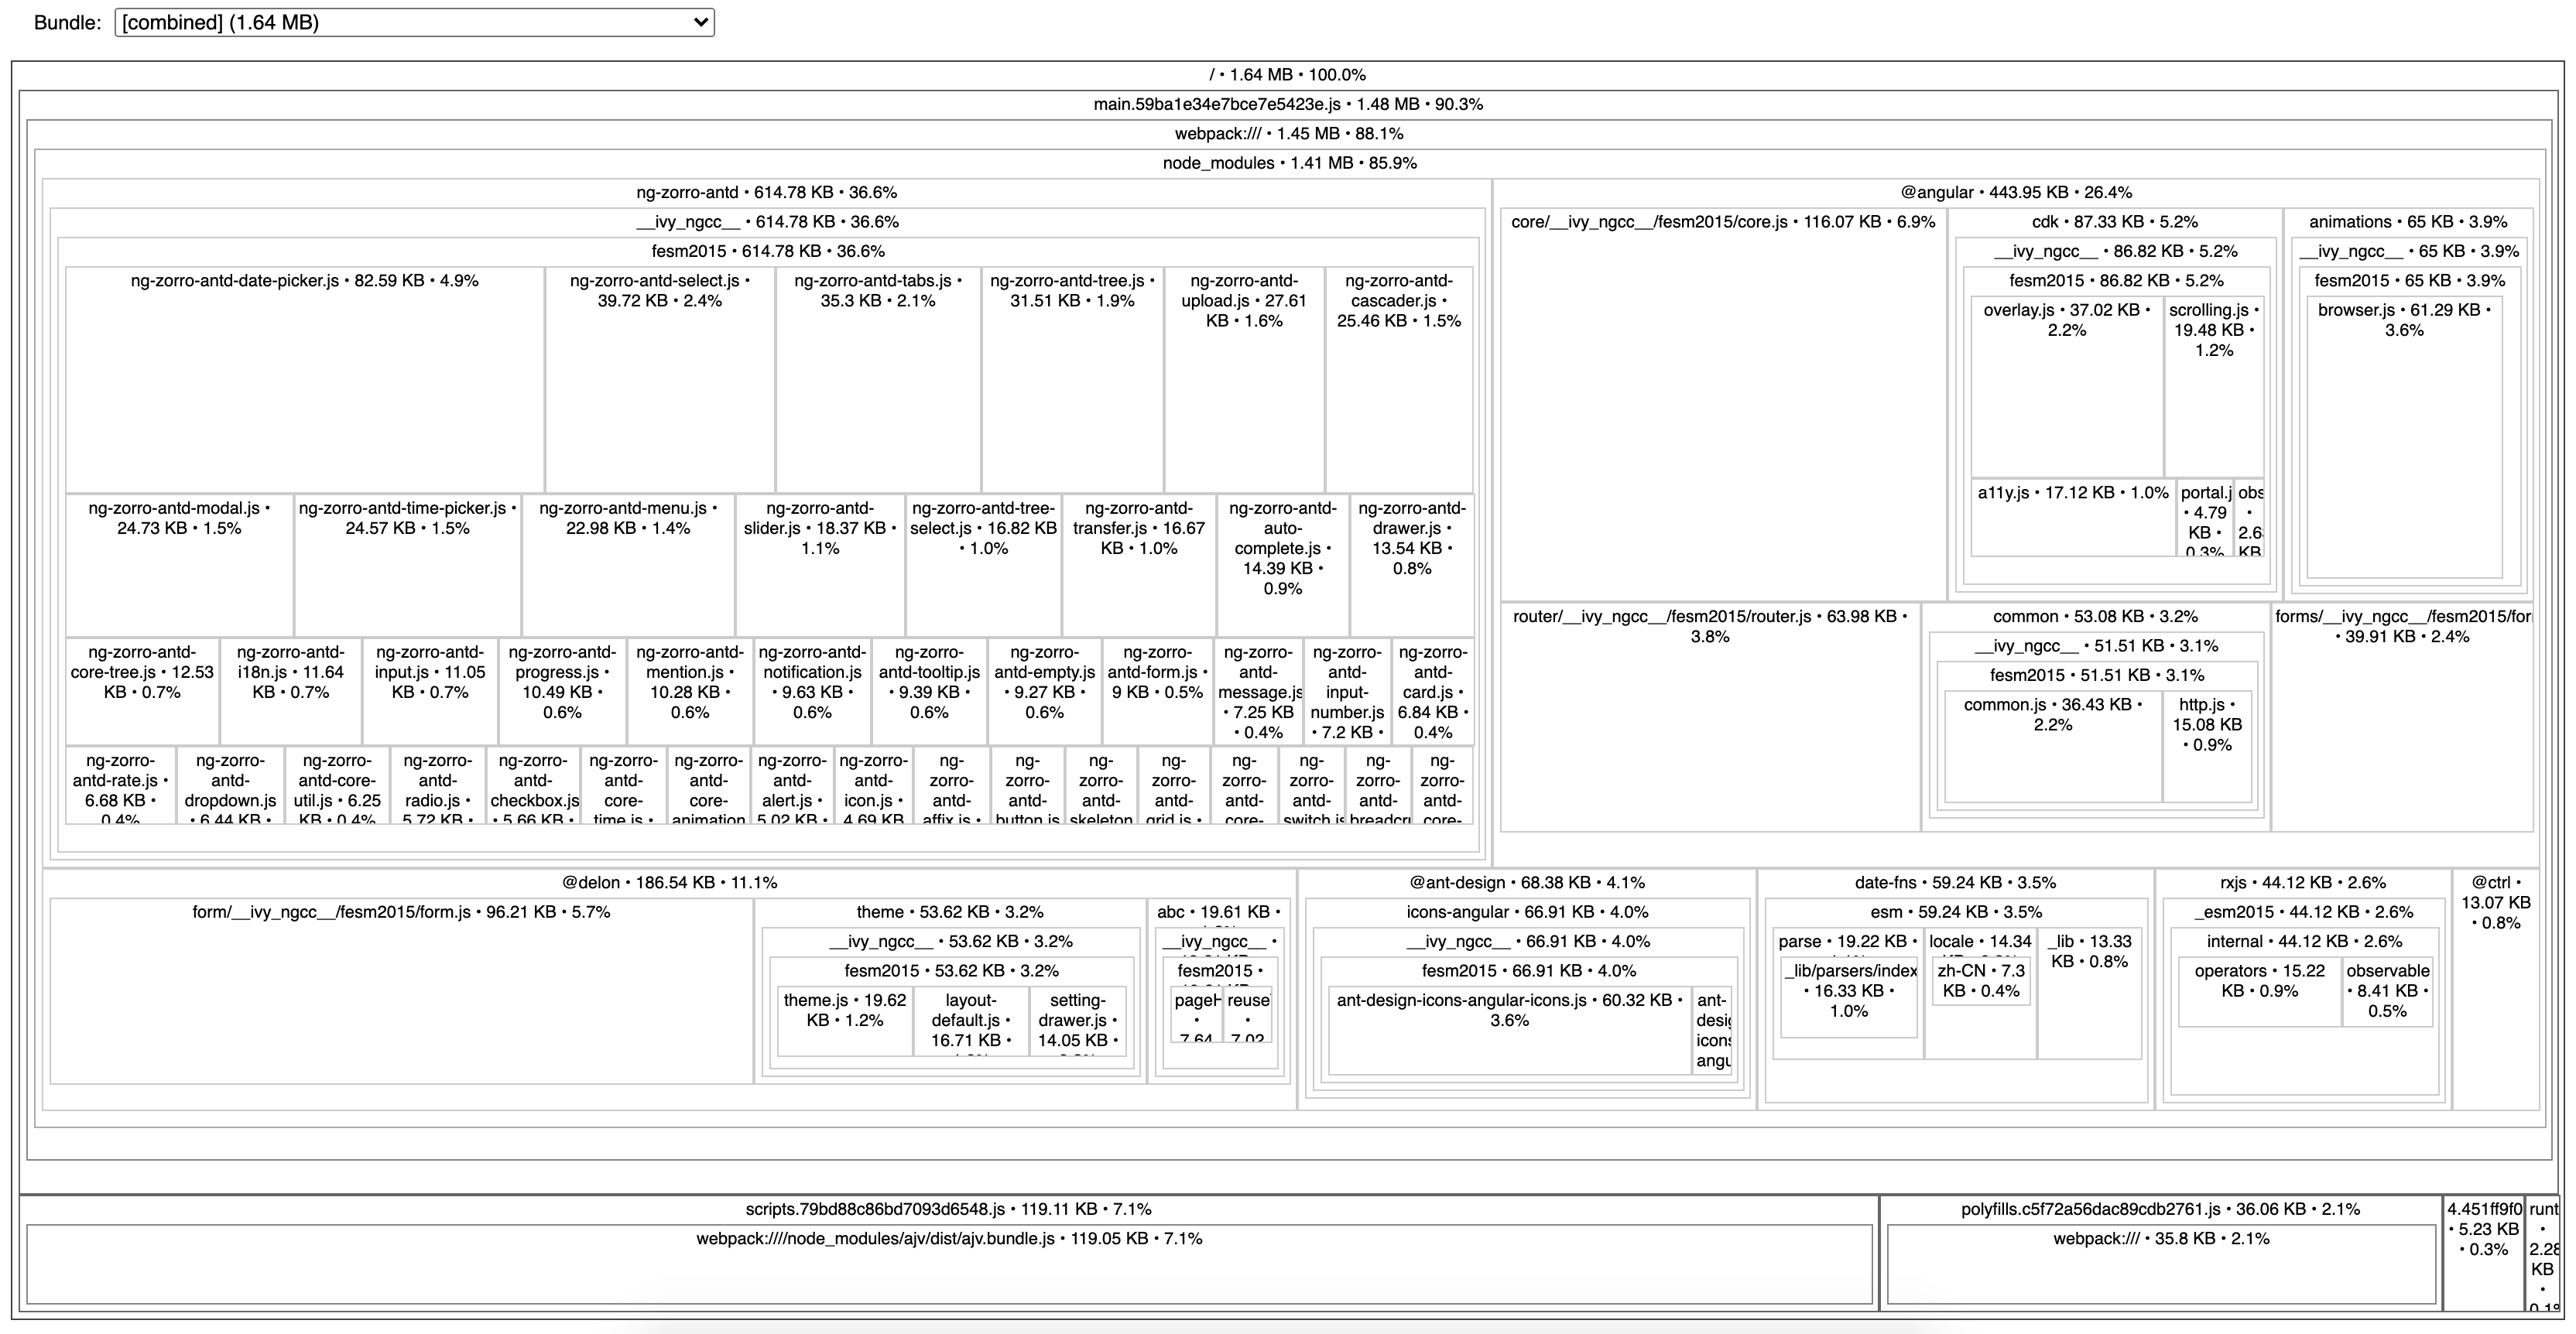 Bundle: [combined] (1.64 MB)
/ • 1.64 MB • 100.0%
main.59ba1e34e7bce7e5423e.js • 1.48 MB • 90.3%
webpack:/// • 1.45 MB • 88.1%
node_modules • 1.41 MB • 85.9%
ng-zorro-antd • 614.78 KB • 36.6%
__ivy_ngcc__ • 614.78 KB • 36.6%
fesm2015 • 614.78 KB • 36.6%
ng-zorro-antd-date-picker.js • 82.59 KB • 4.9%
ng-zorro-antd-select.js •
39.72 KB • 2.4%
ng-zorro-antd-tabs.js •
35.3 KB • 2.1%
ng-zorro-antd-tree.js •
31.51 KB • 1.9%
ng-zorro-antd-
upload.js • 27.61
KB • 1.6%
ng-zorro-antd-
cascader.js •
25.46 KB • 1.5%
ng-zorro-antd-modal.js •
24.73 KB • 1.5%
ng-zorro-antd-time-picker.js •
24.57 KB • 1.5%
ng-zorro-antd-menu.js •
22.98 KB • 1.4%
ng-zorro-antd-
slider.js • 18.37 KB •
1.1%
ng-zorro-antd-tree-
select.js • 16.82 KB
• 1.0%
ng-zorro-antd-
transfer.js • 16.67
KB • 1.0%
ng-zorro-antd-
auto-
complete.js •
14.39 KB •
0.9%
ng-zorro-antd-
drawer.js •
13.54 KB •
0.8%
ng-zorro-antd-
core-tree.js • 12.53
KB • 0.7%
ng-zorro-antd-
i18n.js • 11.64
KB • 0.7%
ng-zorro-antd-
input.js • 11.05
KB • 0.7%
ng-zorro-antd-
progress.js •
10.49 KB •
0.6%
ng-zorro-antd-
mention.js •
10.28 KB •
0.6%
ng-zorro-antd-
notification.js
• 9.63 KB •
0.6%
ng-zorro-
antd-tooltip.js
• 9.39 KB •
0.6%
ng-zorro-
antd-empty.js
• 9.27 KB •
0.6%
ng-zorro-
antd-form.js •
9 KB • 0.5%
ng-zorro-
antd-
message.js
• 7.25 KB
• 0.4%
ng-zorro-
antd-
input-
number.js
• 7.2 KB •
ng-zorro-
antd-
card.js •
6.84 KB •
0.4%
ng-zorro-
antd-rate.js •
6.68 KB •
0.4%
ng-zorro-
antd-
dropdown.js
• 6.44 KB •
ng-zorro-
antd-core-
util.js • 6.25
KB • 0.4%
ng-zorro-
antd-
radio.js •
5.72 KB •
ng-zorro-
antd-
checkbox.js
• 5.66 KB •
ng-zorro-
antd-
core-
time.js •
ng-zorro-
antd-
core-
animation
ng-zorro-
antd-
alert.js •
5.02 KB •
ng-zorro-
antd-
icon.js •
4.69 KB
ng-
zorro-
antd-
affix.js •
ng-
zorro-
antd-
button.js
ng-
zorro-
antd-
skeleton
ng-
zorro-
antd-
grid.js •
ng-
zorro-
antd-
core-
ng-
zorro-
antd-
switch.js
ng-
zorro-
antd-
breadcru
ng-
zorro-
antd-
core-
@angular • 443.95 KB • 26.4%
core/__ivy_ngcc__/fesm2015/core.js • 116.07 KB • 6.9%
cdk • 87.33 KB • 5.2%
__ivy_ngcc__ • 86.82 KB • 5.2%
fesm2015 • 86.82 KB • 5.2%
overlay.js • 37.02 KB •
2.2%
scrolling.js •
19.48 KB •
1.2%
a11y.js • 17.12 KB • 1.0%
portal.j
• 4.79
KB •
0.3%
obs
•
2.6
KB
animations • 65 KB • 3.9%
__ivy_ngcc__ • 65 KB • 3.9%
fesm2015 • 65 KB • 3.9%
browser.js • 61.29 KB •
3.6%
router/__ivy_ngcc__/fesm2015/router.js • 63.98 KB •
3.8%
common • 53.08 KB • 3.2%
__ivy_ngcc__ • 51.51 KB • 3.1%
fesm2015 • 51.51 KB • 3.1%
common.js • 36.43 KB •
2.2%
http.js •
15.08 KB
• 0.9%
forms/__ivy_ngcc__/fesm2015/for
• 39.91 KB • 2.4%
@delon • 186.54 KB • 11.1%
form/__ivy_ngcc__/fesm2015/form.js • 96.21 KB • 5.7%
theme • 53.62 KB • 3.2%
__ivy_ngcc__ • 53.62 KB • 3.2%
fesm2015 • 53.62 KB • 3.2%
theme.js • 19.62
KB • 1.2%
layout-
default.js •
16.71 KB •
setting-
drawer.js •
14.05 KB •
abc • 19.61 KB •
__ivy_ngcc__ •
fesm2015 •
pageH
•
7.64
reuse
•
7.02
@ant-design • 68.38 KB • 4.1%
icons-angular • 66.91 KB • 4.0%
__ivy_ngcc__ • 66.91 KB • 4.0%
fesm2015 • 66.91 KB • 4.0%
ant-design-icons-angular-icons.js • 60.32 KB •
3.6%
ant-
desig
icons
angu
date-fns • 59.24 KB • 3.5%
esm • 59.24 KB • 3.5%
parse • 19.22 KB •
_lib/parsers/index
• 16.33 KB •
1.0%
locale • 14.34
zh-CN • 7.3
KB • 0.4%
_lib • 13.33
KB • 0.8%
rxjs • 44.12 KB • 2.6%
_esm2015 • 44.12 KB • 2.6%
internal • 44.12 KB • 2.6%
operators • 15.22
KB • 0.9%
observable
• 8.41 KB •
0.5%
@ctrl •
13.07 KB
• 0.8%
scripts.79bd88c86bd7093d6548.js • 119.11 KB • 7.1%
webpack:////node_modules/ajv/dist/ajv.bundle.js • 119.05 KB • 7.1%
polyfills.c5f72a56dac89cdb2761.js • 36.06 KB • 2.1%
webpack:/// • 35.8 KB • 2.1%
4.451ff9f0
• 5.23 KB
• 0.3%
runt
•
2.28
KB
•
0.1%